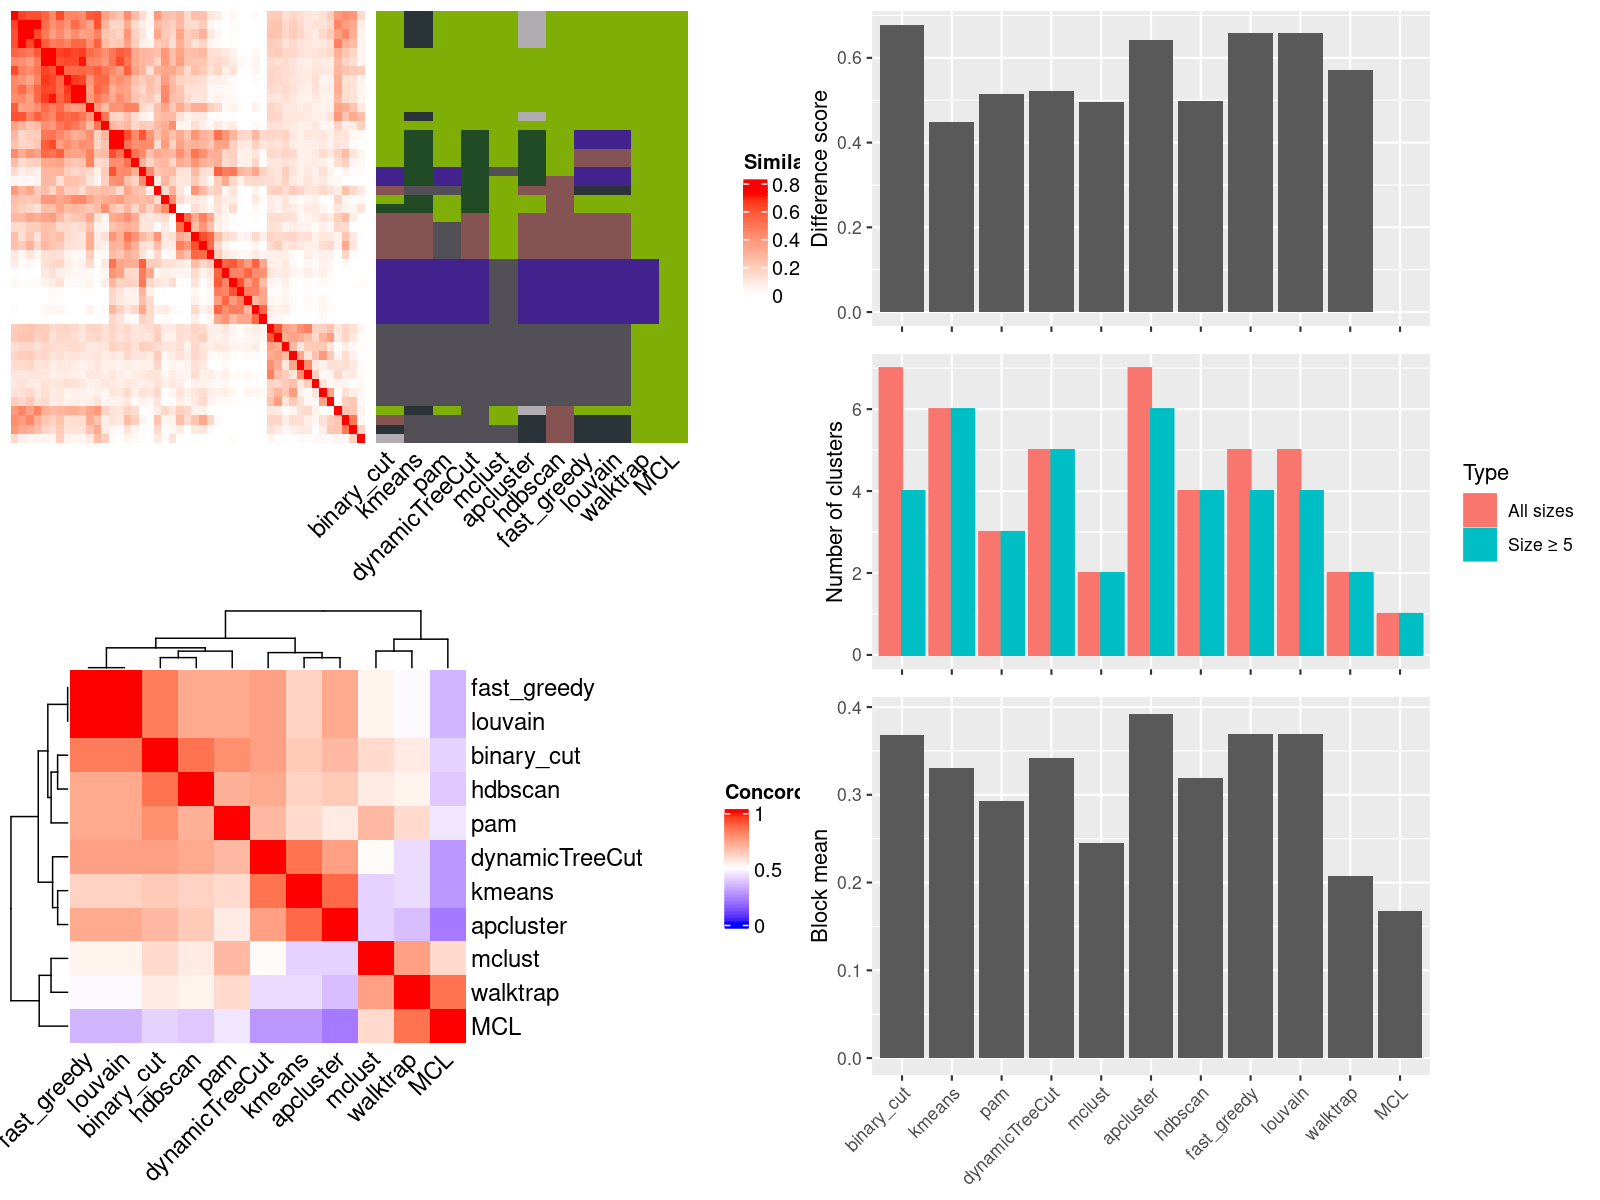 Simila
0.8
0.6
0.4
0.2
0
binary_cut
kmeans
pam
dynamicTreeCut
mclust
apcluster
hdbscan
fast_greedy
louvain
walktrap
MCL
fast_greedy
louvain
binary_cut
hdbscan
pam
dynamicTreeCut
kmeans
apcluster
mclust
walktrap
MCL
fast_greedy
louvain
binary_cut
hdbscan
pam
dynamicTreeCut
kmeans
apcluster
mclust
walktrap
MCL
Concord
1
0.5
0
Difference score
0.6
0.4
0.2
0.0
Number of clusters
6
4
2
0
Type
All sizes
Size ≥ 5
Block mean
0.4
0.3
0.2
0.1
0.0
binary_cut
kmeans
pam
dynamicTreeCut
mclust
apcluster
hdbscan
fast_greedy
louvain
walktrap
MCL